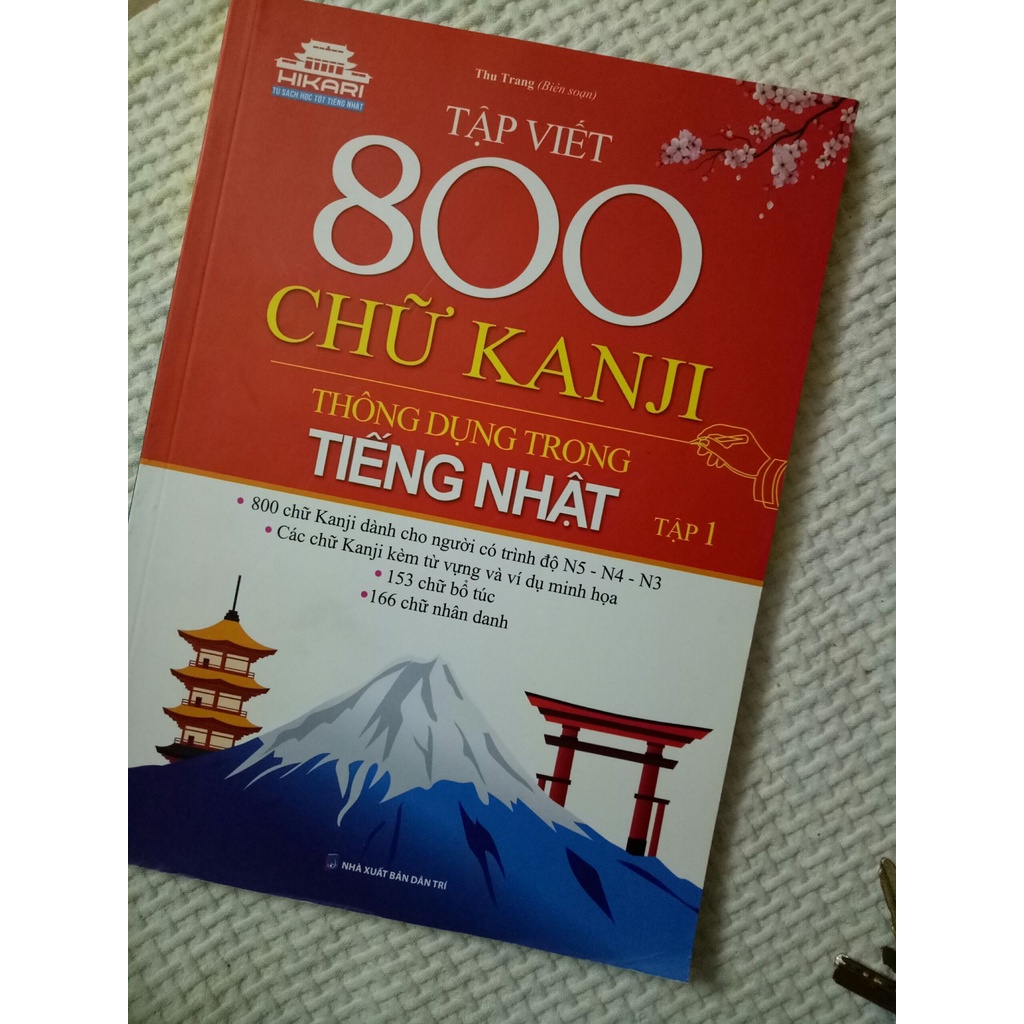 HIKARI
TỦ SÁCH HỌC TỐT TIẾNG NHẬT
Thu Trang (Biên soạn)
TẬP VIẾT
800
CHỮ KANJI
THÔNG DỤNG TRONG
TIẾNG NHẬT
TẬP 1
• 800 chữ Kanji dành cho người có trình độ N5 - N4 - N3
• Các chữ Kanji kèm từ vựng và ví dụ minh họa
• 153 chữ bổ túc
•166 chữ nhân danh
NHÀ XUẤT BẢN DÂN TRÍ